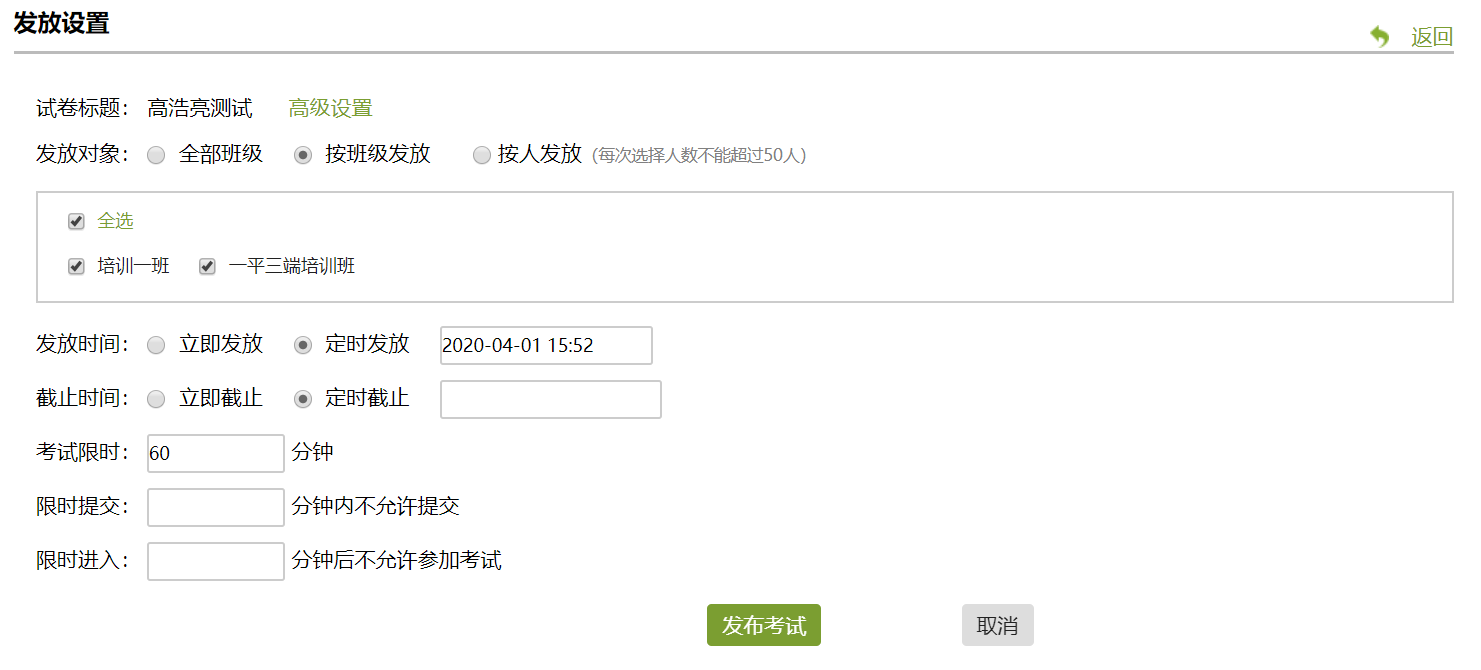 发放设置
返回
试卷标题： 高浩亮测试 高级设置
发放对象： 全部班级 按班级发放 按人发放 (每次选择人数不能超过50人)
全选
培训一班 一平三端培训班
发放时间： 立即发放 定时发放 2020-04-01 15:52
截止时间： 立即截止 定时截止
考试限时： 60 分钟
限时提交： 分钟内不允许提交
限时进入： 分钟后不允许参加考试
发布考试 取消